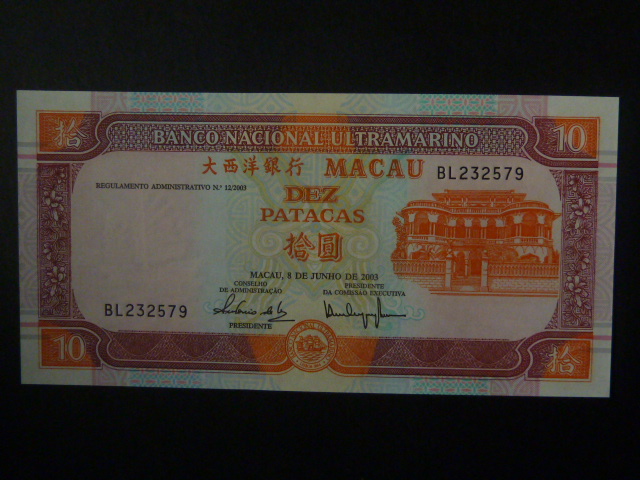 拾
BANCO NACIONAL ULTRAMARINO
10
大西洋銀行 MACAU
BL232579
REGULAMENTO ADMINISTRATIVO N.º 12/2003
DEZ
PATACAS
拾圓
MACAU, 8 DE JUNHO DE 2003
CONSELHO
DE ADMINISTRAÇÃO
PRESIDENTE
DA COMISSÃO EXECUTIVA
BL232579
PRESIDENTE
10
拾